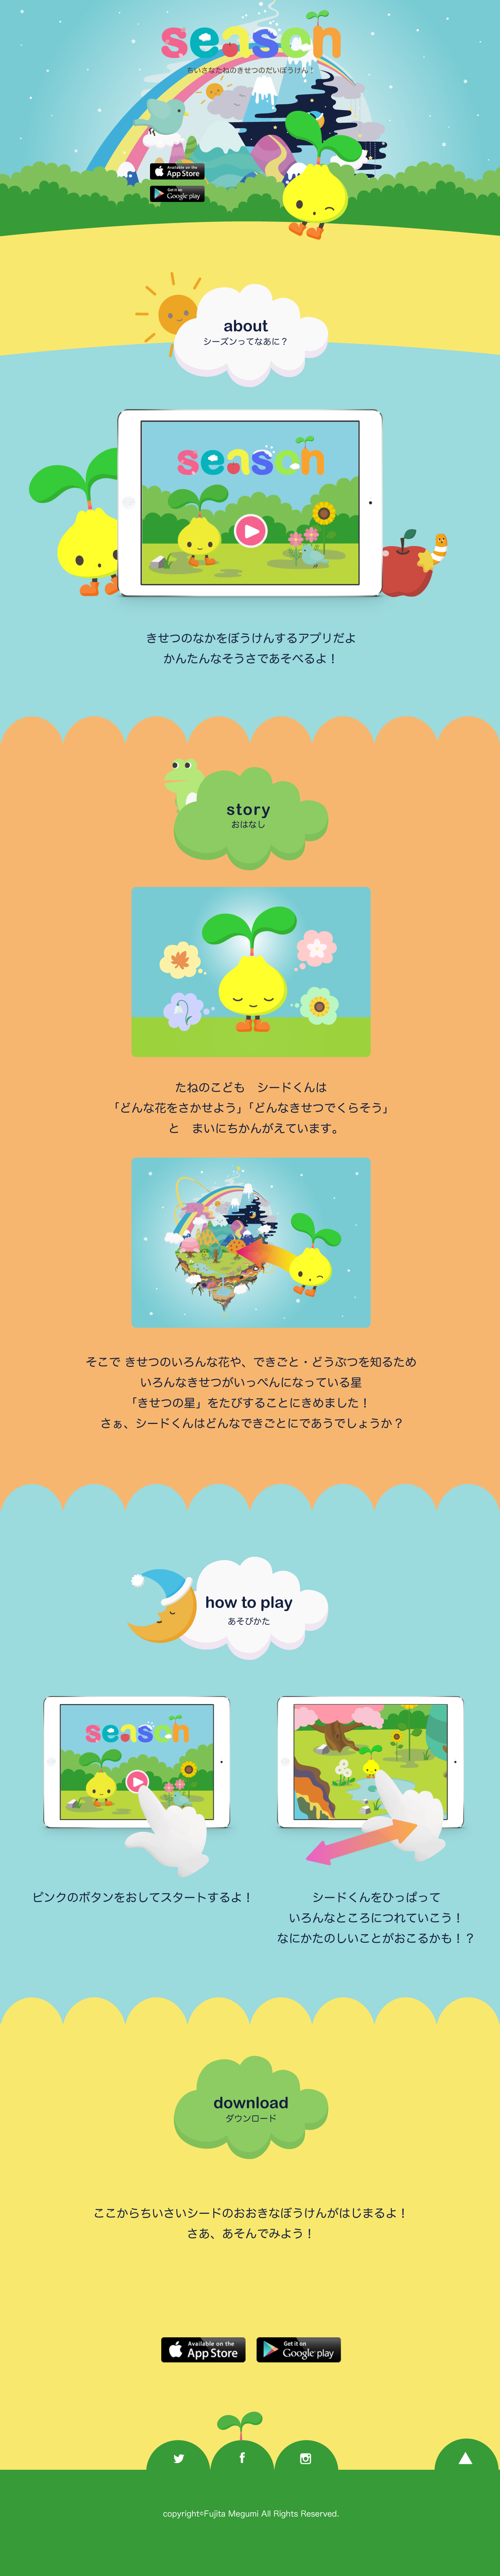 season
ちいさなたねのきせつのだいぼうけん！
Available on the
App Store
Get it on
Google play
about
シーズンってなあに？
season
きせつのなかをぼうけんするアプリだよ
かんたんなそうさであそべるよ！
story
おはなし
たねのこども　シードくんは
「どんな花をさかせよう」「どんなきせつでくらそう」
と　まいにちかんがえています。
そこで きせつのいろんな花や、できごと・どうぶつを知るため
いろんなきせつがいっぺんになっている星
「きせつの星」をたびすることにきめました！
さぁ、シードくんはどんなできごとにであうでしょうか？
how to play
あそびかた
season
ピンクのボタンをおしてスタートするよ！
シードくんをひっぱって
いろんなところにつれていこう！
なにかたのしいことがおこるかも！？
download
ダウンロード
ここからちいさいシードのおおきなぼうけんがはじまるよ！
さあ、あそんでみよう！
Available on the
App Store
Get it on
Google play
copyright©Fujita Megumi All Rights Reserved.